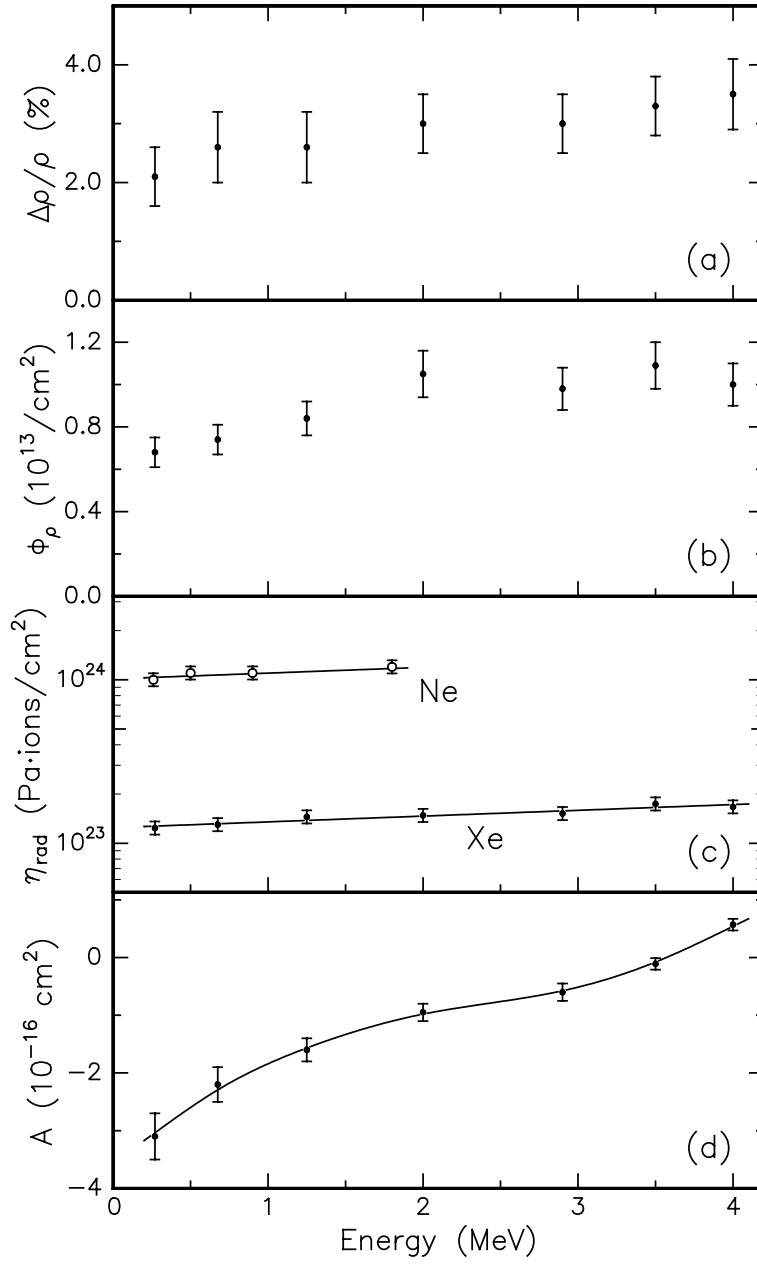 4.0
2.0
0.0
Δρ/ρ (%)
(a)
1.2
0.8
0.4
0.0
ϕρ (10¹³/cm²)
(b)
10²⁴
10²³
ηrad (Pa·ions/cm²)
Ne
Xe
(c)
0
−2
−4
A (10⁻¹⁶ cm²)
(d)
0 1 2 3 4
Energy (MeV)